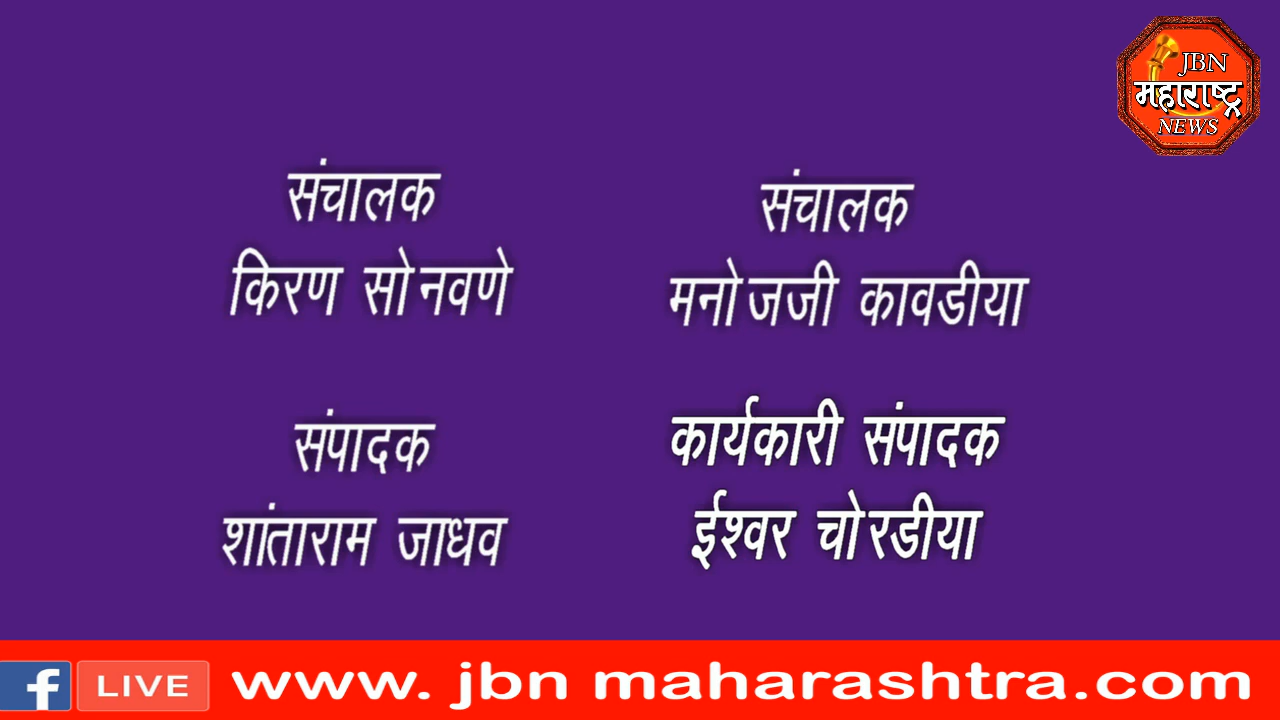 JBN
महाराष्ट्र
NEWS
संचालक
किरण सोनवणे
संचालक
मनोजजी कावडीया
संपादक
शांताराम जाधव
कार्यकारी संपादक
ईश्वर चोरडीया
f LIVE www. jbn maharashtra.com